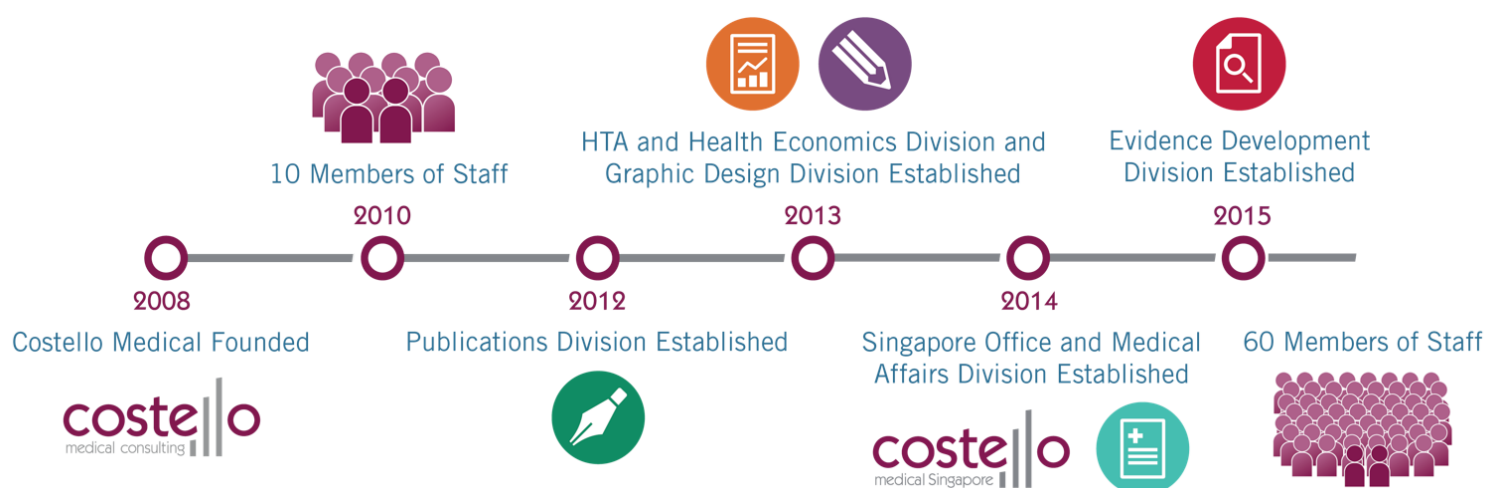 10 Members of Staff
2010
HTA and Health Economics Division and
Graphic Design Division Established
2013
Evidence Development
Division Established
2015
2008
Costello Medical Founded
costello
medical consulting
2012
Publications Division Established
2014
Singapore Office and Medical
Affairs Division Established
costello
medical Singapore
60 Members of Staff